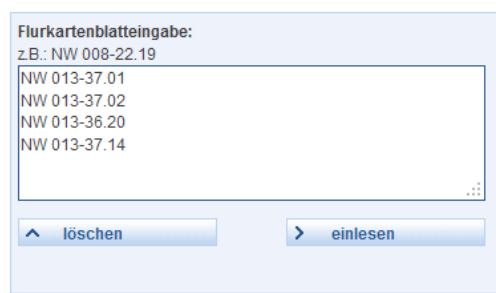 Flurkartenblatteingabe:
z.B.: NW 008-22.19
NW 013-37.01
NW 013-37.02
NW 013-36.20
NW 013-37.14
löschen
einlesen